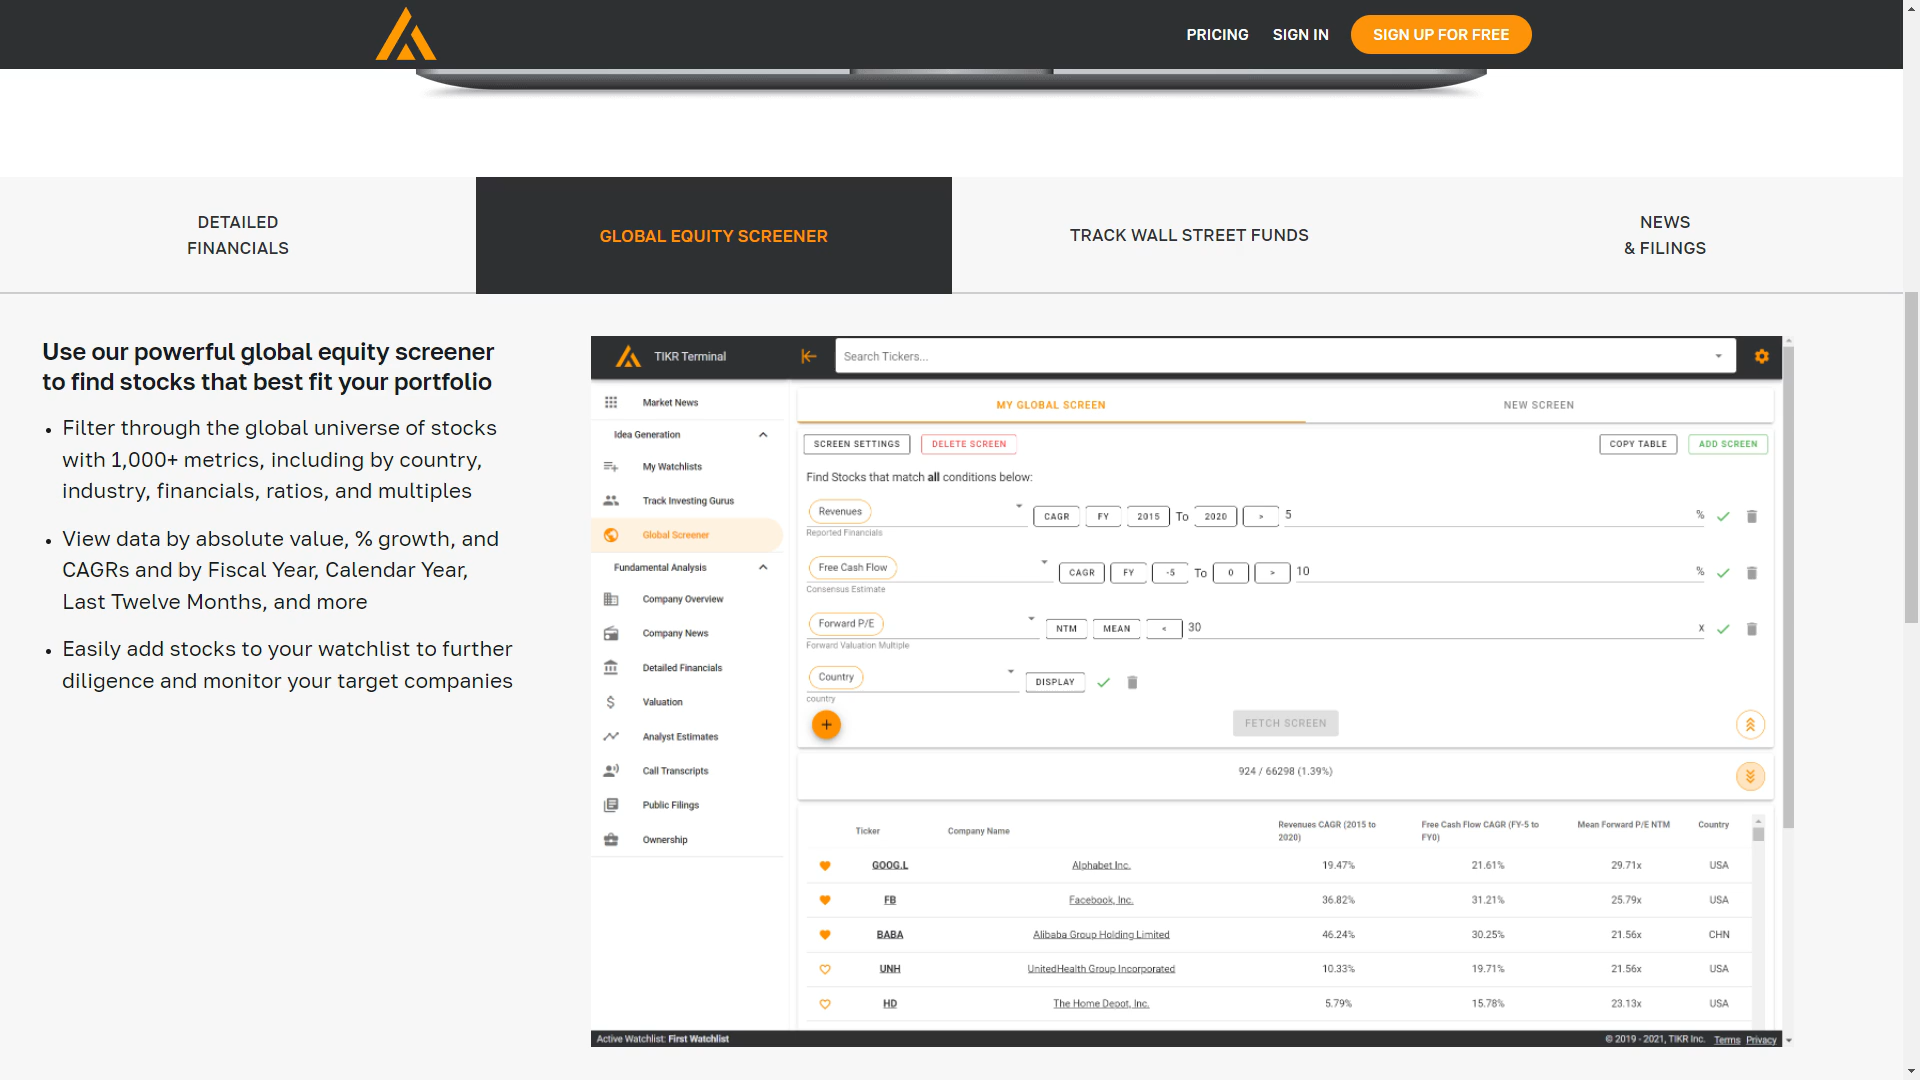 PRICING SIGN IN SIGN UP FOR FREE
DETAILED
FINANCIALS
GLOBAL EQUITY SCREENER
TRACK WALL STREET FUNDS
NEWS
& FILINGS
Use our powerful global equity screener
to find stocks that best fit your portfolio
• Filter through the global universe of stocks
with 1,000+ metrics, including by country,
industry, financials, ratios, and multiples
• View data by absolute value, % growth, and
CAGRs and by Fiscal Year, Calendar Year,
Last Twelve Months, and more
• Easily add stocks to your watchlist to further
diligence and monitor your target companies
TIKR Terminal
Search Tickers...
Market News
Idea Generation
My Watchlists
Track Investing Gurus
Global Screener
Fundamental Analysis
Company Overview
Company News
Detailed Financials
Valuation
Analyst Estimates
Call Transcripts
Public Filings
Ownership
MY GLOBAL SCREEN NEW SCREEN
SCREEN SETTINGS DELETE SCREEN COPY TABLE ADD SCREEN
Find Stocks that match all conditions below:
Revenues CAGR FY 2015 To 2020 > 5 %
Reported Financials
Free Cash Flow CAGR FY -5 To 0 > 10 %
Consensus Estimate
Forward P/E NTM MEAN < 30 x
Forward Valuation Multiple
Country DISPLAY
country
+ FETCH SCREEN
924 / 66298 (1.39%)
Ticker Company Name Revenues CAGR (2015 to 2020) Free Cash Flow CAGR (FY-5 to FY0) Mean Forward P/E NTM Country
GOOG.L Alphabet Inc. 19.47% 21.61% 29.71x USA
FB Facebook, Inc. 36.82% 31.21% 25.79x USA
BABA Alibaba Group Holding Limited 46.24% 30.25% 21.56x CHN
UNH UnitedHealth Group Incorporated 10.33% 19.71% 21.56x USA
HD The Home Depot, Inc. 5.79% 15.78% 23.13x USA
Active Watchlist: First Watchlist © 2019 - 2021, TIKR Inc. Terms Privacy